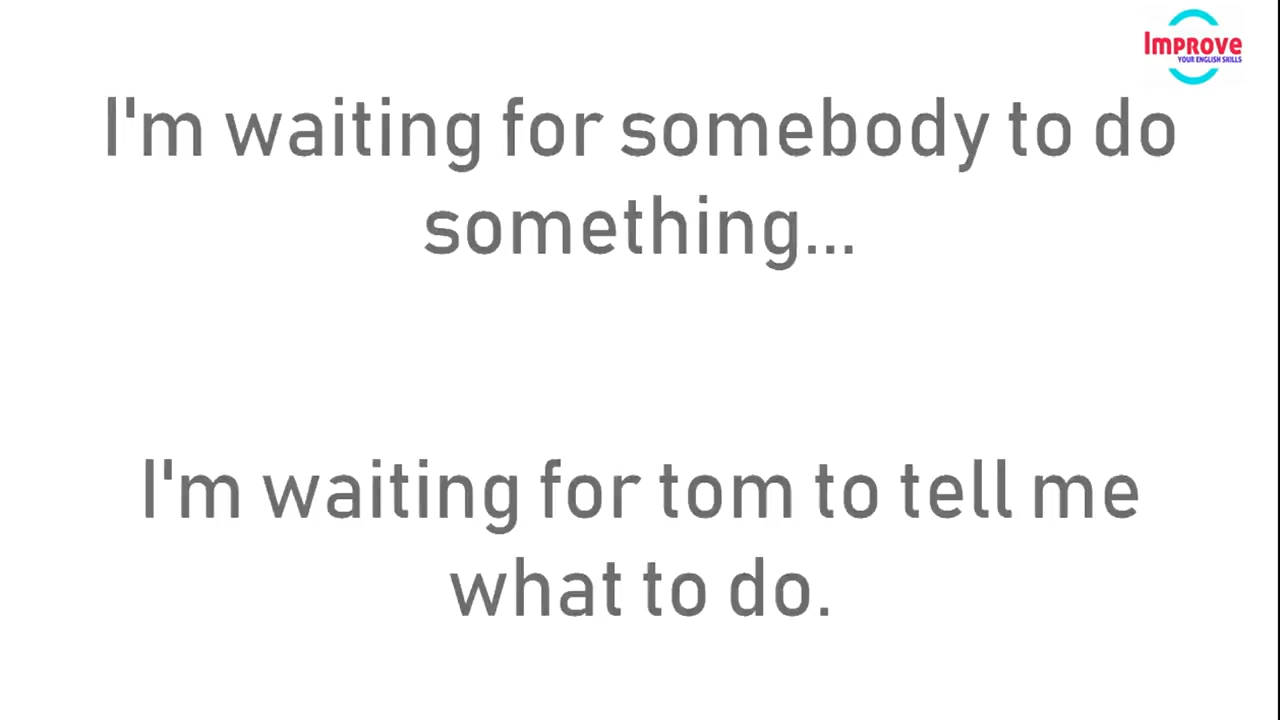 Improve
YOUR ENGLISH SKILLS
I'm waiting for somebody to do
something...
I'm waiting for tom to tell me
what to do.